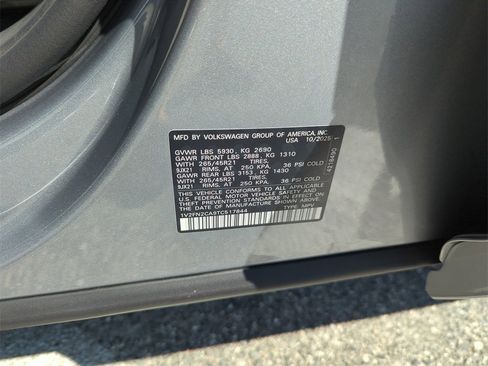 MFD BY VOLKSWAGEN GROUP OF AMERICA, INC.
USA 10/2025
GVWR LBS 5930, KG 2690
GAWR FRONT LBS 2888, KG 1310
WITH 265/45R21 TIRES,
9JX21 RIMS, AT 250 KPA, 36 PSI COLD
GAWR REAR LBS 3153, KG 1430
WITH 265/45R21 TIRES,
9JX21 RIMS, AT 250 KPA, 36 PSI COLD
THIS VEHICLE CONFORMS TO ALL APPLICABLE
U.S. FEDERAL MOTOR VEHICLE SAFETY
STANDARDS IN EFFECT ON THE DATE OF
MANUFACTURE SHOWN ABOVE.
1V2FN2CA9TC517644 TYPE: MPV
4218490